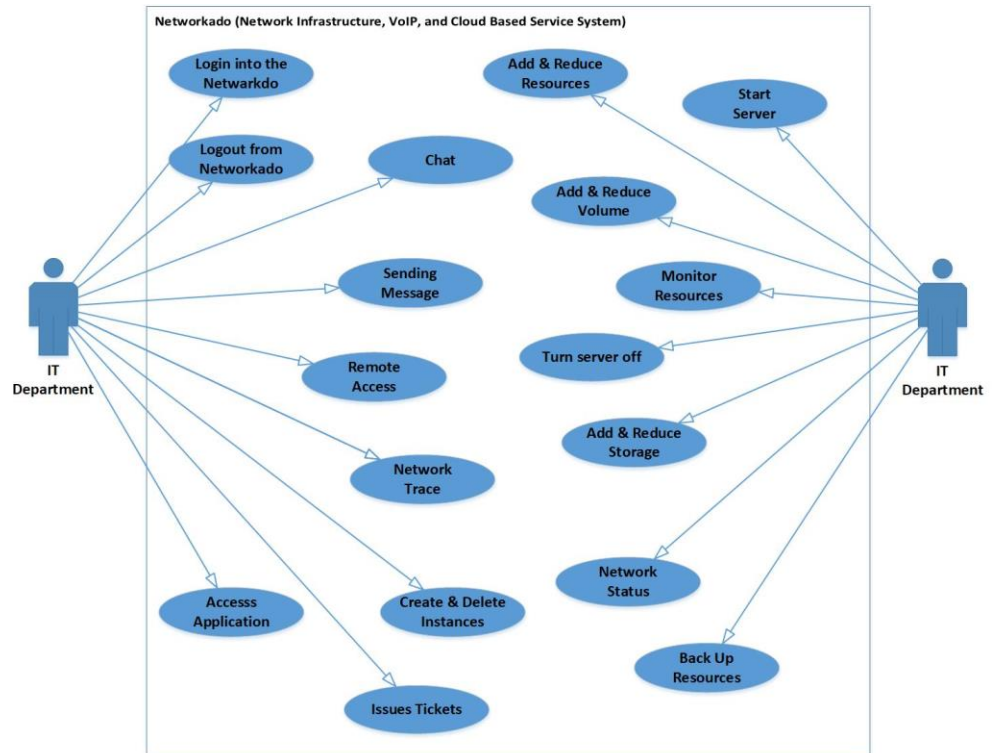 Networkado (Network Infrastructure, VoIP, and Cloud Based Service System)
Login into the
Netwarkdo
Add & Reduce
Resources
Start
Server
Logout from
Networkado
Chat
Add & Reduce
Volume
Sending
Message
Monitor
Resources
IT
Department
Remote
Access
Turn server off
IT
Department
Add & Reduce
Storage
Network
Trace
Network
Status
Accesss
Application
Create & Delete
Instances
Back Up
Resources
Issues Tickets